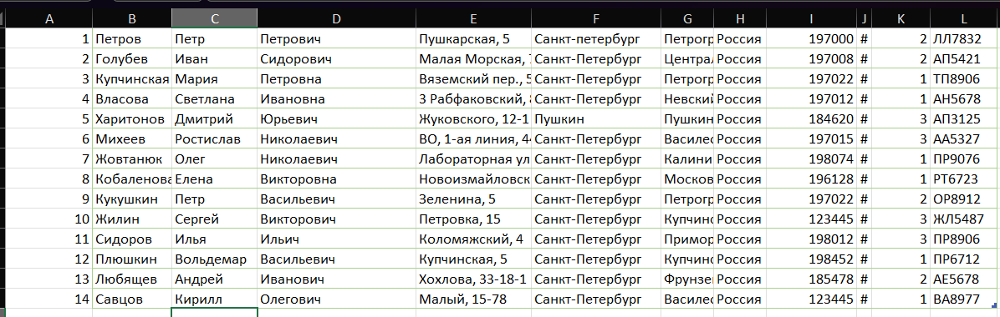 A B C D E F G H I J K L
1 Петров Петр Петрович Пушкарская, 5 Санкт-петербург Петрогр Россия 197000 # 2 ЛЛ7832
2 Голубев Иван Сидорович Малая Морская, Санкт-Петербург Централ Россия 197008 # 2 АП5421
3 Купчинская Мария Петровна Вяземский пер., 5 Санкт-Петербург Петрогр Россия 197022 # 1 ТП8906
4 Власова Светлана Ивановна 3 Рабфаковский, Санкт-Петербург Невский Россия 197012 # 1 АН5678
5 Харитонов Дмитрий Юрьевич Жуковского, 12-1 Пушкин Пушкин Россия 184620 # 3 АП3125
6 Михеев Ростислав Николаевич ВО, 1-ая линия, 44 Санкт-Петербург Василео Россия 197015 # 3 АА5327
7 Жовтанюк Олег Николаевич Лабораторная ул Санкт-Петербург Калини Россия 198074 # 1 ПР9076
8 Кобаленова Елена Викторовна Новоизмайловск Санкт-Петербург Москов Россия 196128 # 1 РТ6723
9 Кукушкин Петр Васильевич Зеленина, 5 Санкт-Петербург Петрогр Россия 197022 # 2 ОР8912
10 Жилин Сергей Викторович Петровка, 15 Санкт-Петербург Купчинс Россия 123445 # 3 ЖЛ5487
11 Сидоров Илья Ильич Коломяжский, 4 Санкт-Петербург Примор Россия 198012 # 3 ПР8906
12 Плюшкин Вольдемар Васильевич Купчинская, 5 Санкт-Петербург Купчинс Россия 198452 # 1 ПР6712
13 Любящев Андрей Иванович Хохлова, 33-18-1 Санкт-Петербург Фрунзе Россия 185478 # 2 АЕ5678
14 Савцов Кирилл Олегович Малый, 15-78 Санкт-Петербург Василео Россия 123445 # 1 ВА8977